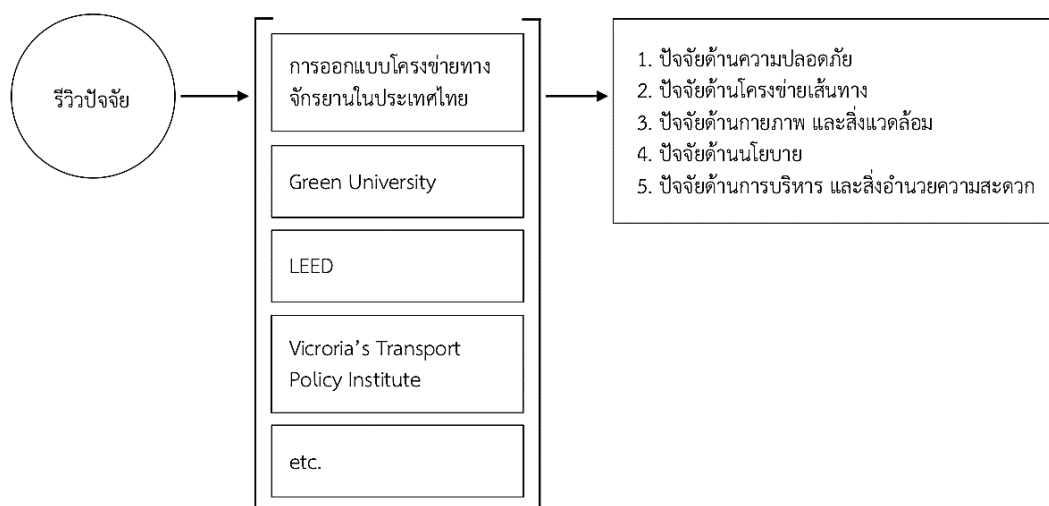 รีวิวปัจจัย
การออกแบบโครงข่ายทาง
จักรยานในประเทศไทย
Green University
LEED
Vicroria's Transport
Policy Institute
etc.
1. ปัจจัยด้านความปลอดภัย
2. ปัจจัยด้านโครงข่ายเส้นทาง
3. ปัจจัยด้านกายภาพ และสิ่งแวดล้อม
4. ปัจจัยด้านนโยบาย
5. ปัจจัยด้านการบริหาร และสิ่งอำนวยความสะดวก